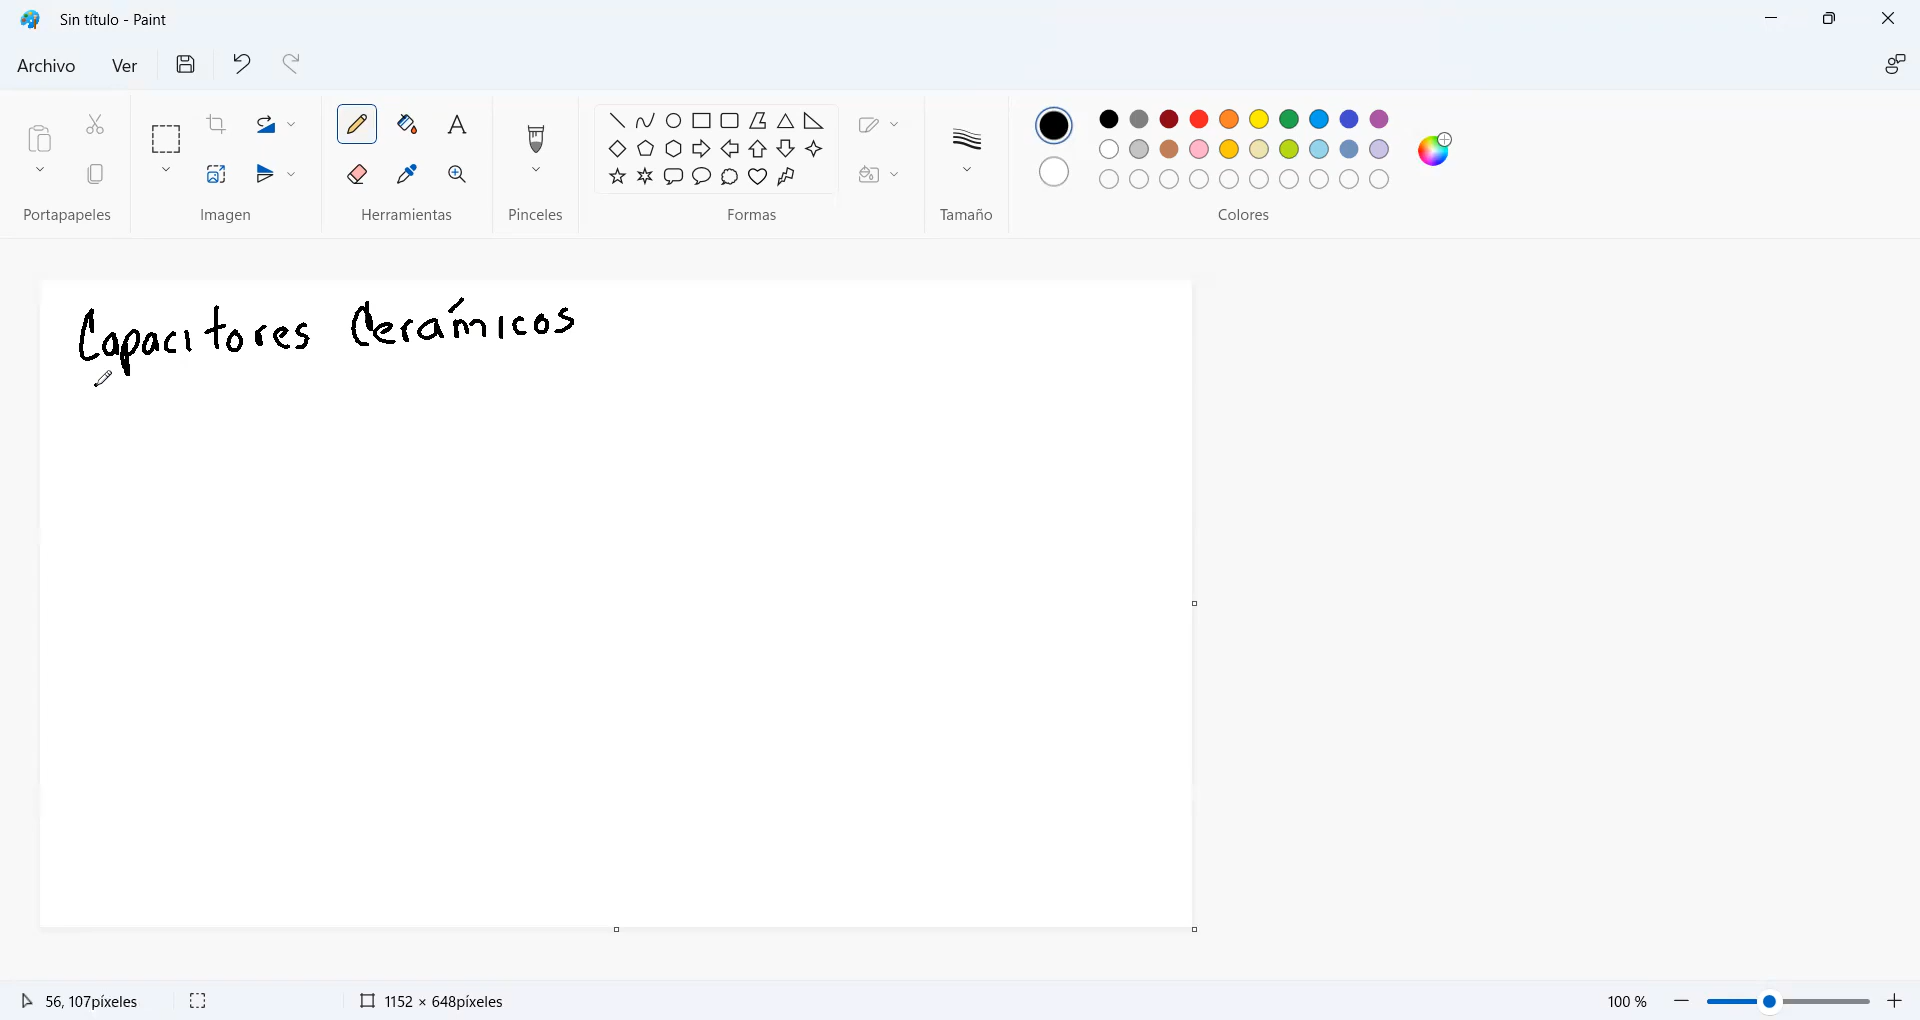 Sin título - Paint
Archivo Ver
Portapapeles Imagen Herramientas Pinceles Formas Tamaño Colores
Capacitores Cerámicos
56, 107píxeles 1152 × 648píxeles 100 %